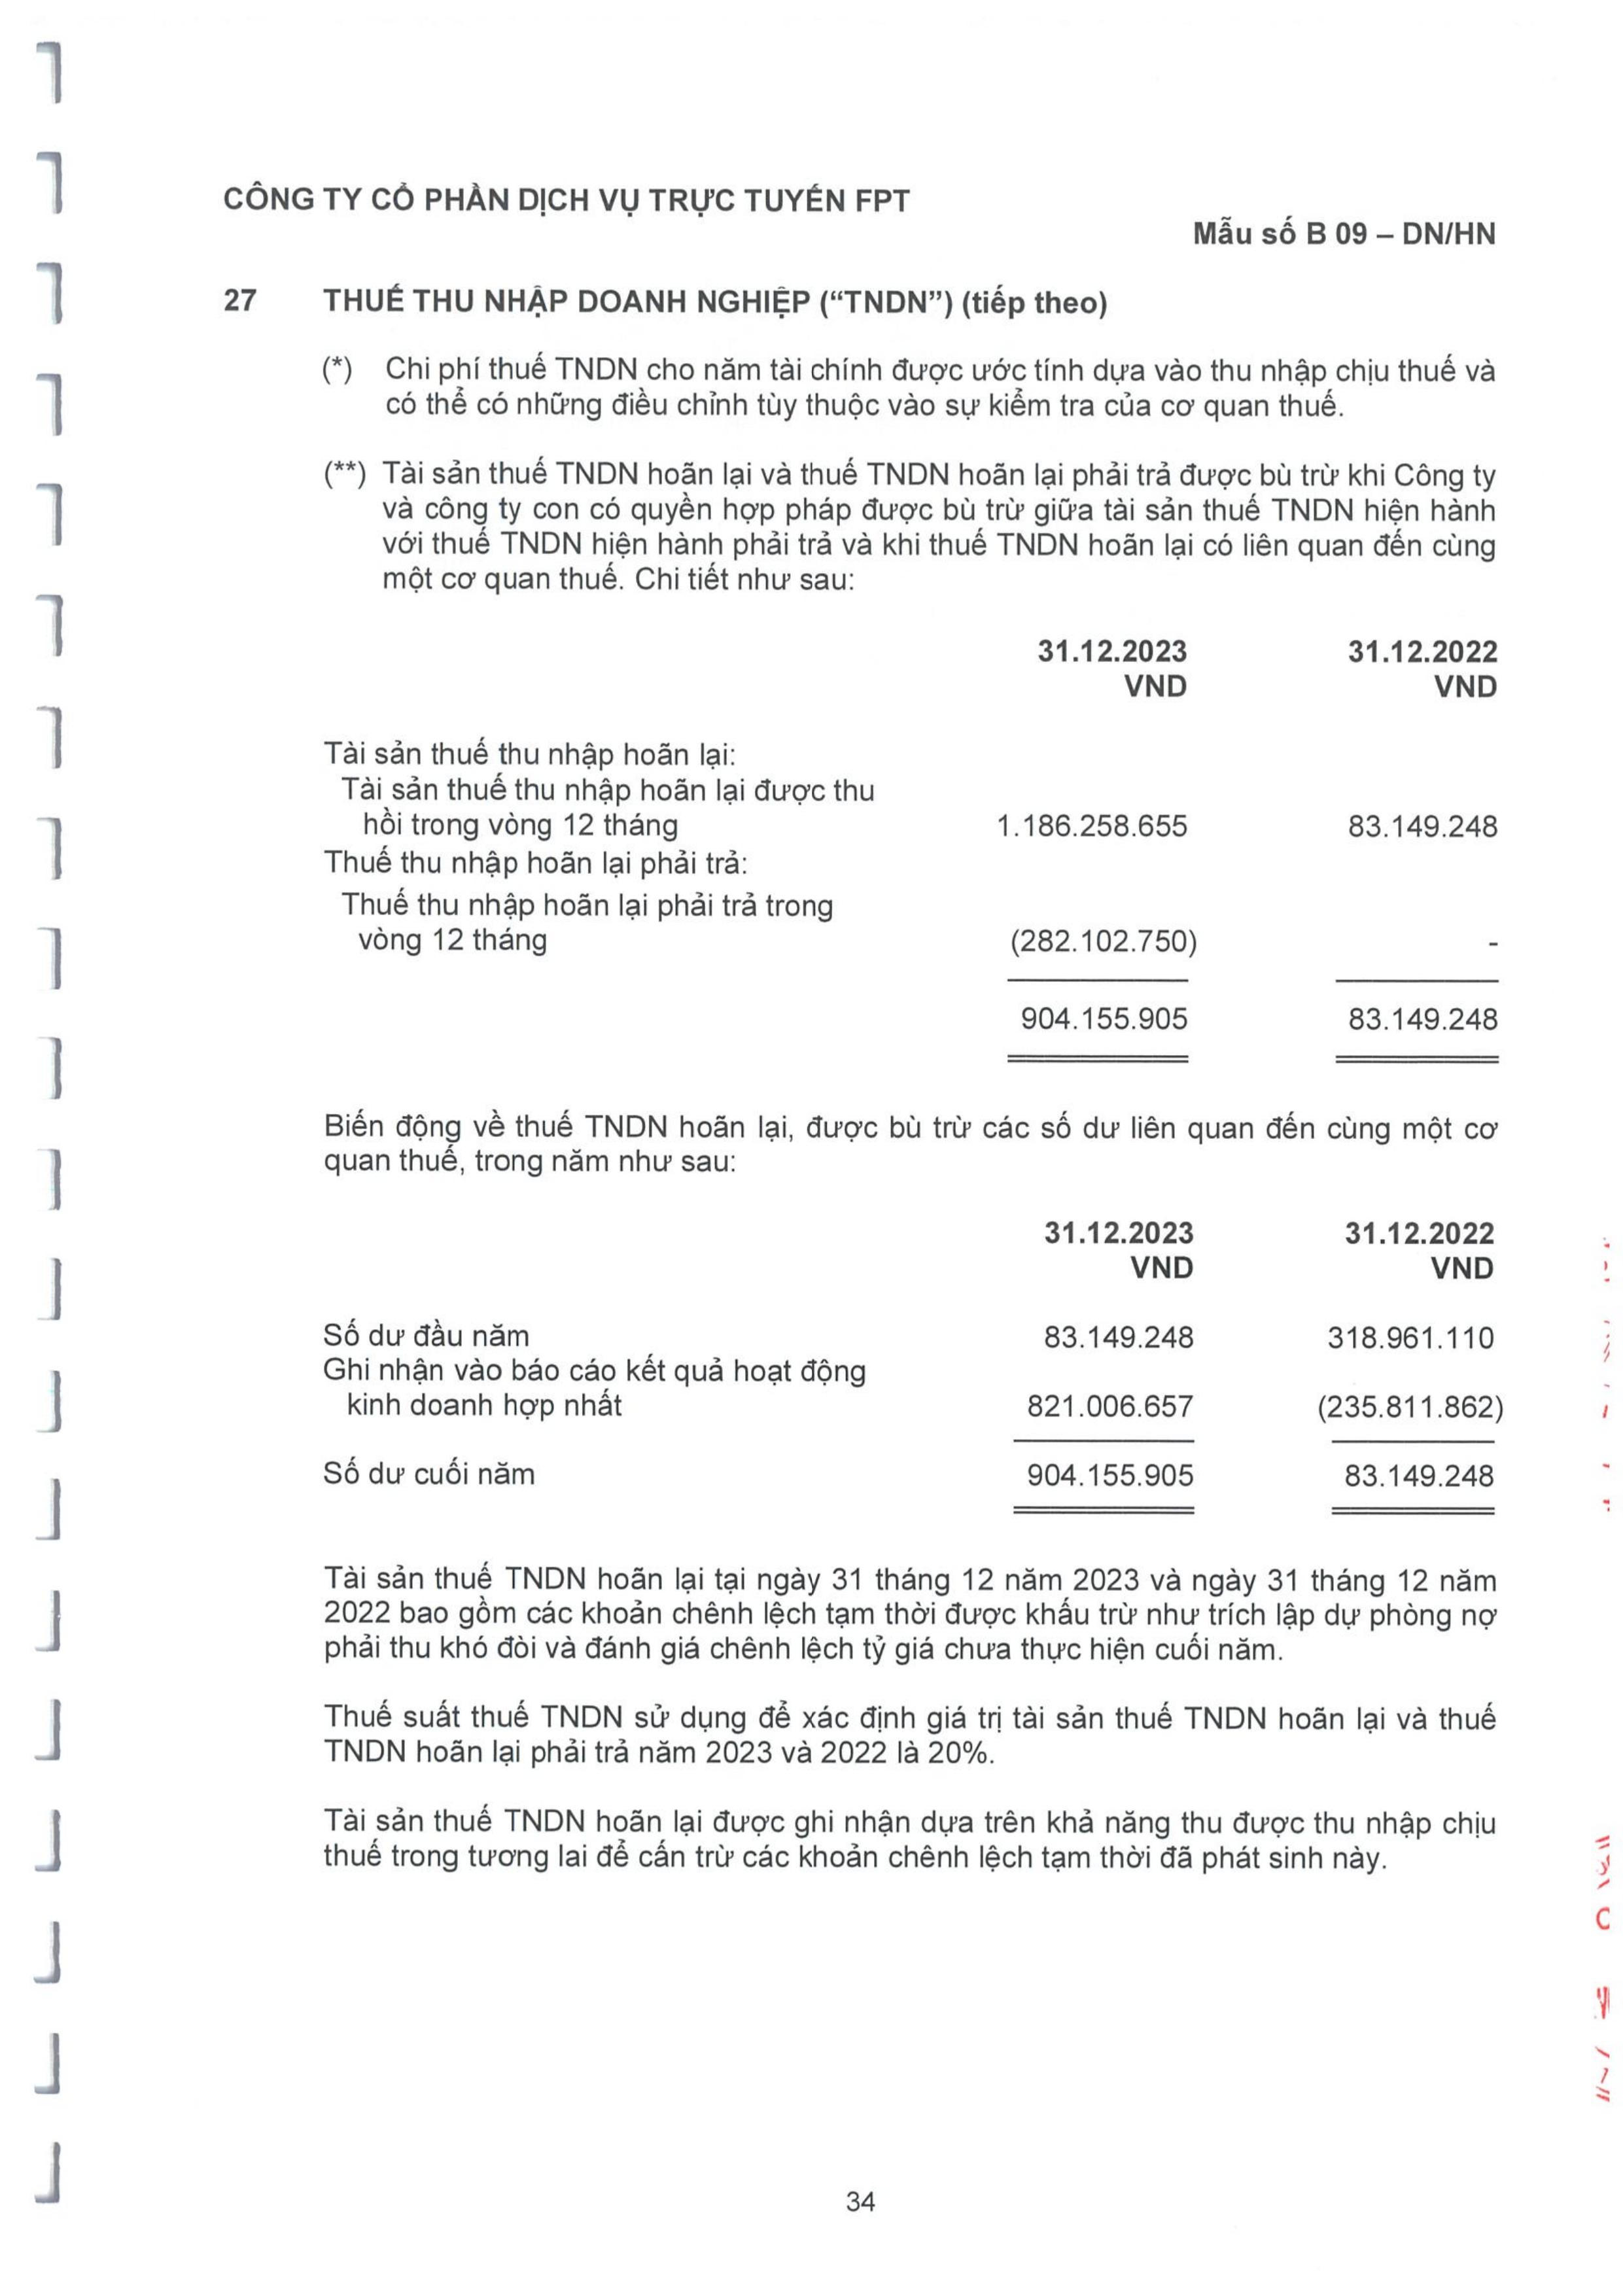 CÔNG TY CỔ PHẦN DỊCH VỤ TRỰC TUYẾN FPT
Mẫu số B 09 – DN/HN
27 THUẾ THU NHẬP DOANH NGHIỆP (“TNDN”) (tiếp theo)
(*) Chi phí thuế TNDN cho năm tài chính được ước tính dựa vào thu nhập chịu thuế và
có thể có những điều chỉnh tùy thuộc vào sự kiểm tra của cơ quan thuế.
(**) Tài sản thuế TNDN hoãn lại và thuế TNDN hoãn lại phải trả được bù trừ khi Công ty
và công ty con có quyền hợp pháp được bù trừ giữa tài sản thuế TNDN hiện hành
với thuế TNDN hiện hành phải trả và khi thuế TNDN hoãn lại có liên quan đến cùng
một cơ quan thuế. Chi tiết như sau:
31.12.2023 31.12.2022
VND VND
Tài sản thuế thu nhập hoãn lại:
Tài sản thuế thu nhập hoãn lại được thu
hồi trong vòng 12 tháng 1.186.258.655 83.149.248
Thuế thu nhập hoãn lại phải trả:
Thuế thu nhập hoãn lại phải trả trong
vòng 12 tháng (282.102.750) -
904.155.905 83.149.248
Biến động về thuế TNDN hoãn lại, được bù trừ các số dư liên quan đến cùng một cơ
quan thuế, trong năm như sau:
31.12.2023 31.12.2022
VND VND
Số dư đầu năm 83.149.248 318.961.110
Ghi nhận vào báo cáo kết quả hoạt động
kinh doanh hợp nhất 821.006.657 (235.811.862)
Số dư cuối năm 904.155.905 83.149.248
Tài sản thuế TNDN hoãn lại tại ngày 31 tháng 12 năm 2023 và ngày 31 tháng 12 năm
2022 bao gồm các khoản chênh lệch tạm thời được khấu trừ như trích lập dự phòng nợ
phải thu khó đòi và đánh giá chênh lệch tỷ giá chưa thực hiện cuối năm.
Thuế suất thuế TNDN sử dụng để xác định giá trị tài sản thuế TNDN hoãn lại và thuế
TNDN hoãn lại phải trả năm 2023 và 2022 là 20%.
Tài sản thuế TNDN hoãn lại được ghi nhận dựa trên khả năng thu được thu nhập chịu
thuế trong tương lai để cấn trừ các khoản chênh lệch tạm thời đã phát sinh này.
34